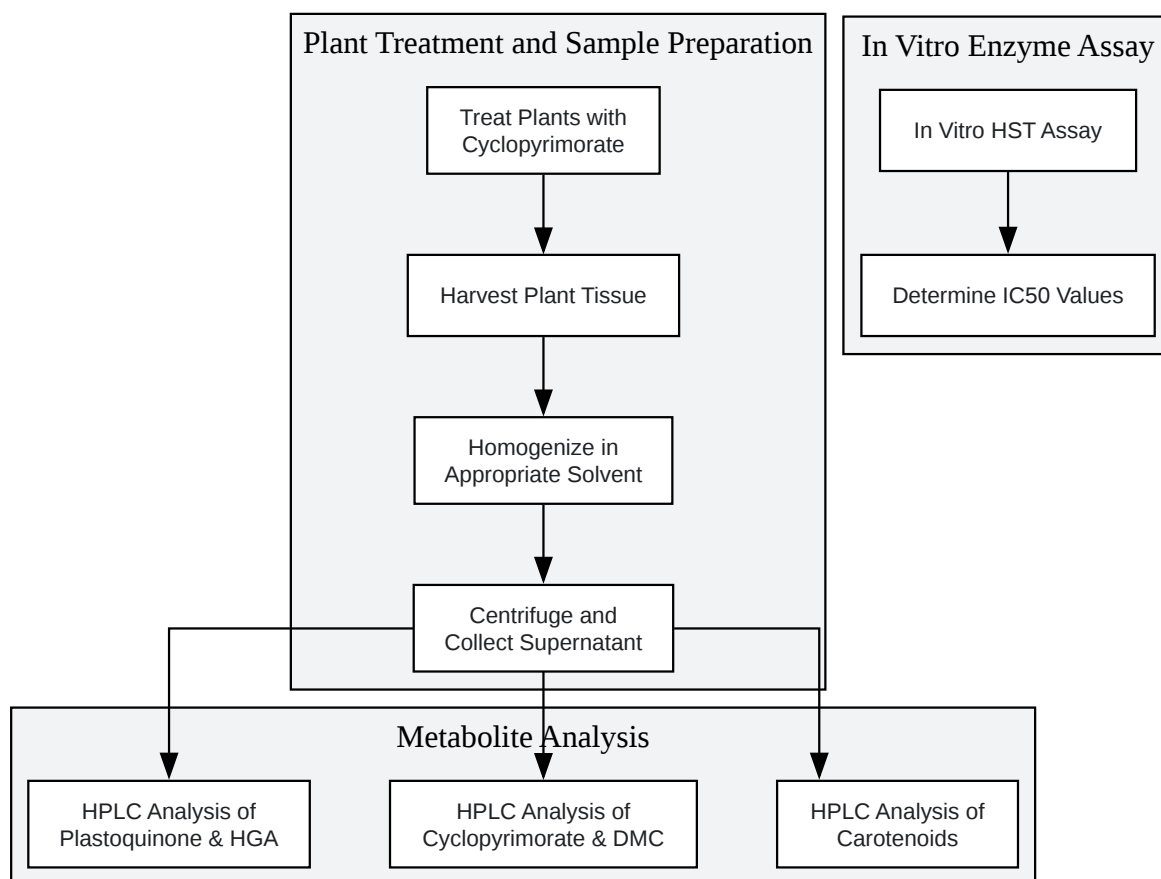 Plant Treatment and Sample Preparation
Treat Plants with
Cyclopyrimorate
Harvest Plant Tissue
Homogenize in
Appropriate Solvent
Centrifuge and
Collect Supernatant
In Vitro Enzyme Assay
In Vitro HST Assay
Determine IC50 Values
Metabolite Analysis
HPLC Analysis of
Plastoquinone & HGA
HPLC Analysis of
Cyclopyrimorate & DMC
HPLC Analysis of
Carotenoids